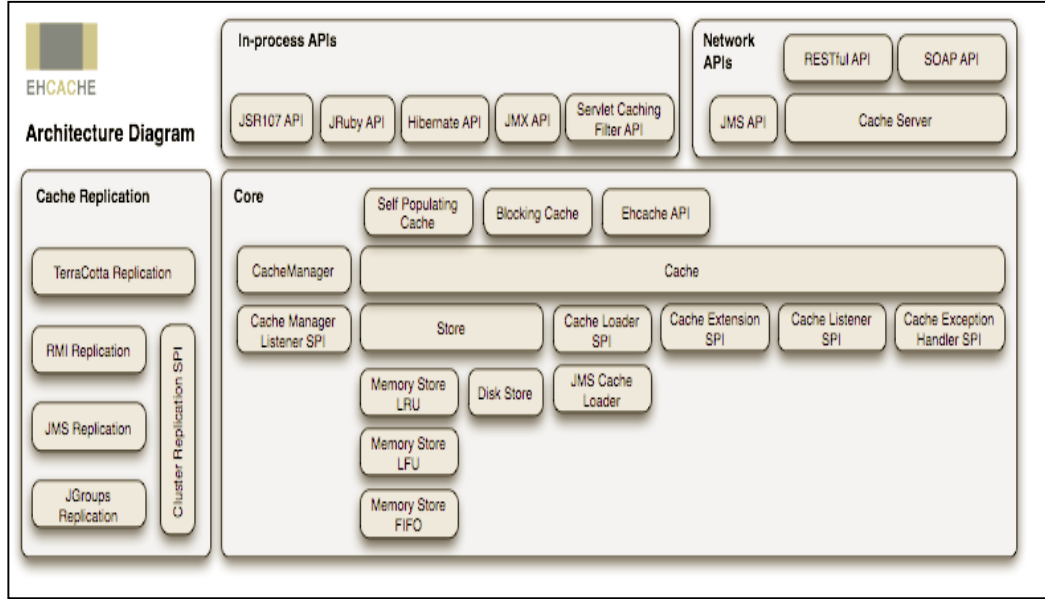 EHCACHE
Architecture Diagram
In-process APIs
JSR107 API
JRuby API
Hibernate API
JMX API
Servlet Caching
Filter API
Network
APIs
RESTful API
SOAP API
JMS API
Cache Server
Cache Replication
TerraCotta Replication
RMI Replication
JMS Replication
JGroups
Replication
Cluster Replication SPI
Core
Self Populating
Cache
Blocking Cache
Ehcache API
CacheManager
Cache
Cache Manager
Listener SPI
Store
Cache Loader
SPI
Cache Extension
SPI
Cache Listener
SPI
Cache Exception
Handler SPI
Memory Store
LRU
Disk Store
JMS Cache
Loader
Memory Store
LFU
Memory Store
FIFO